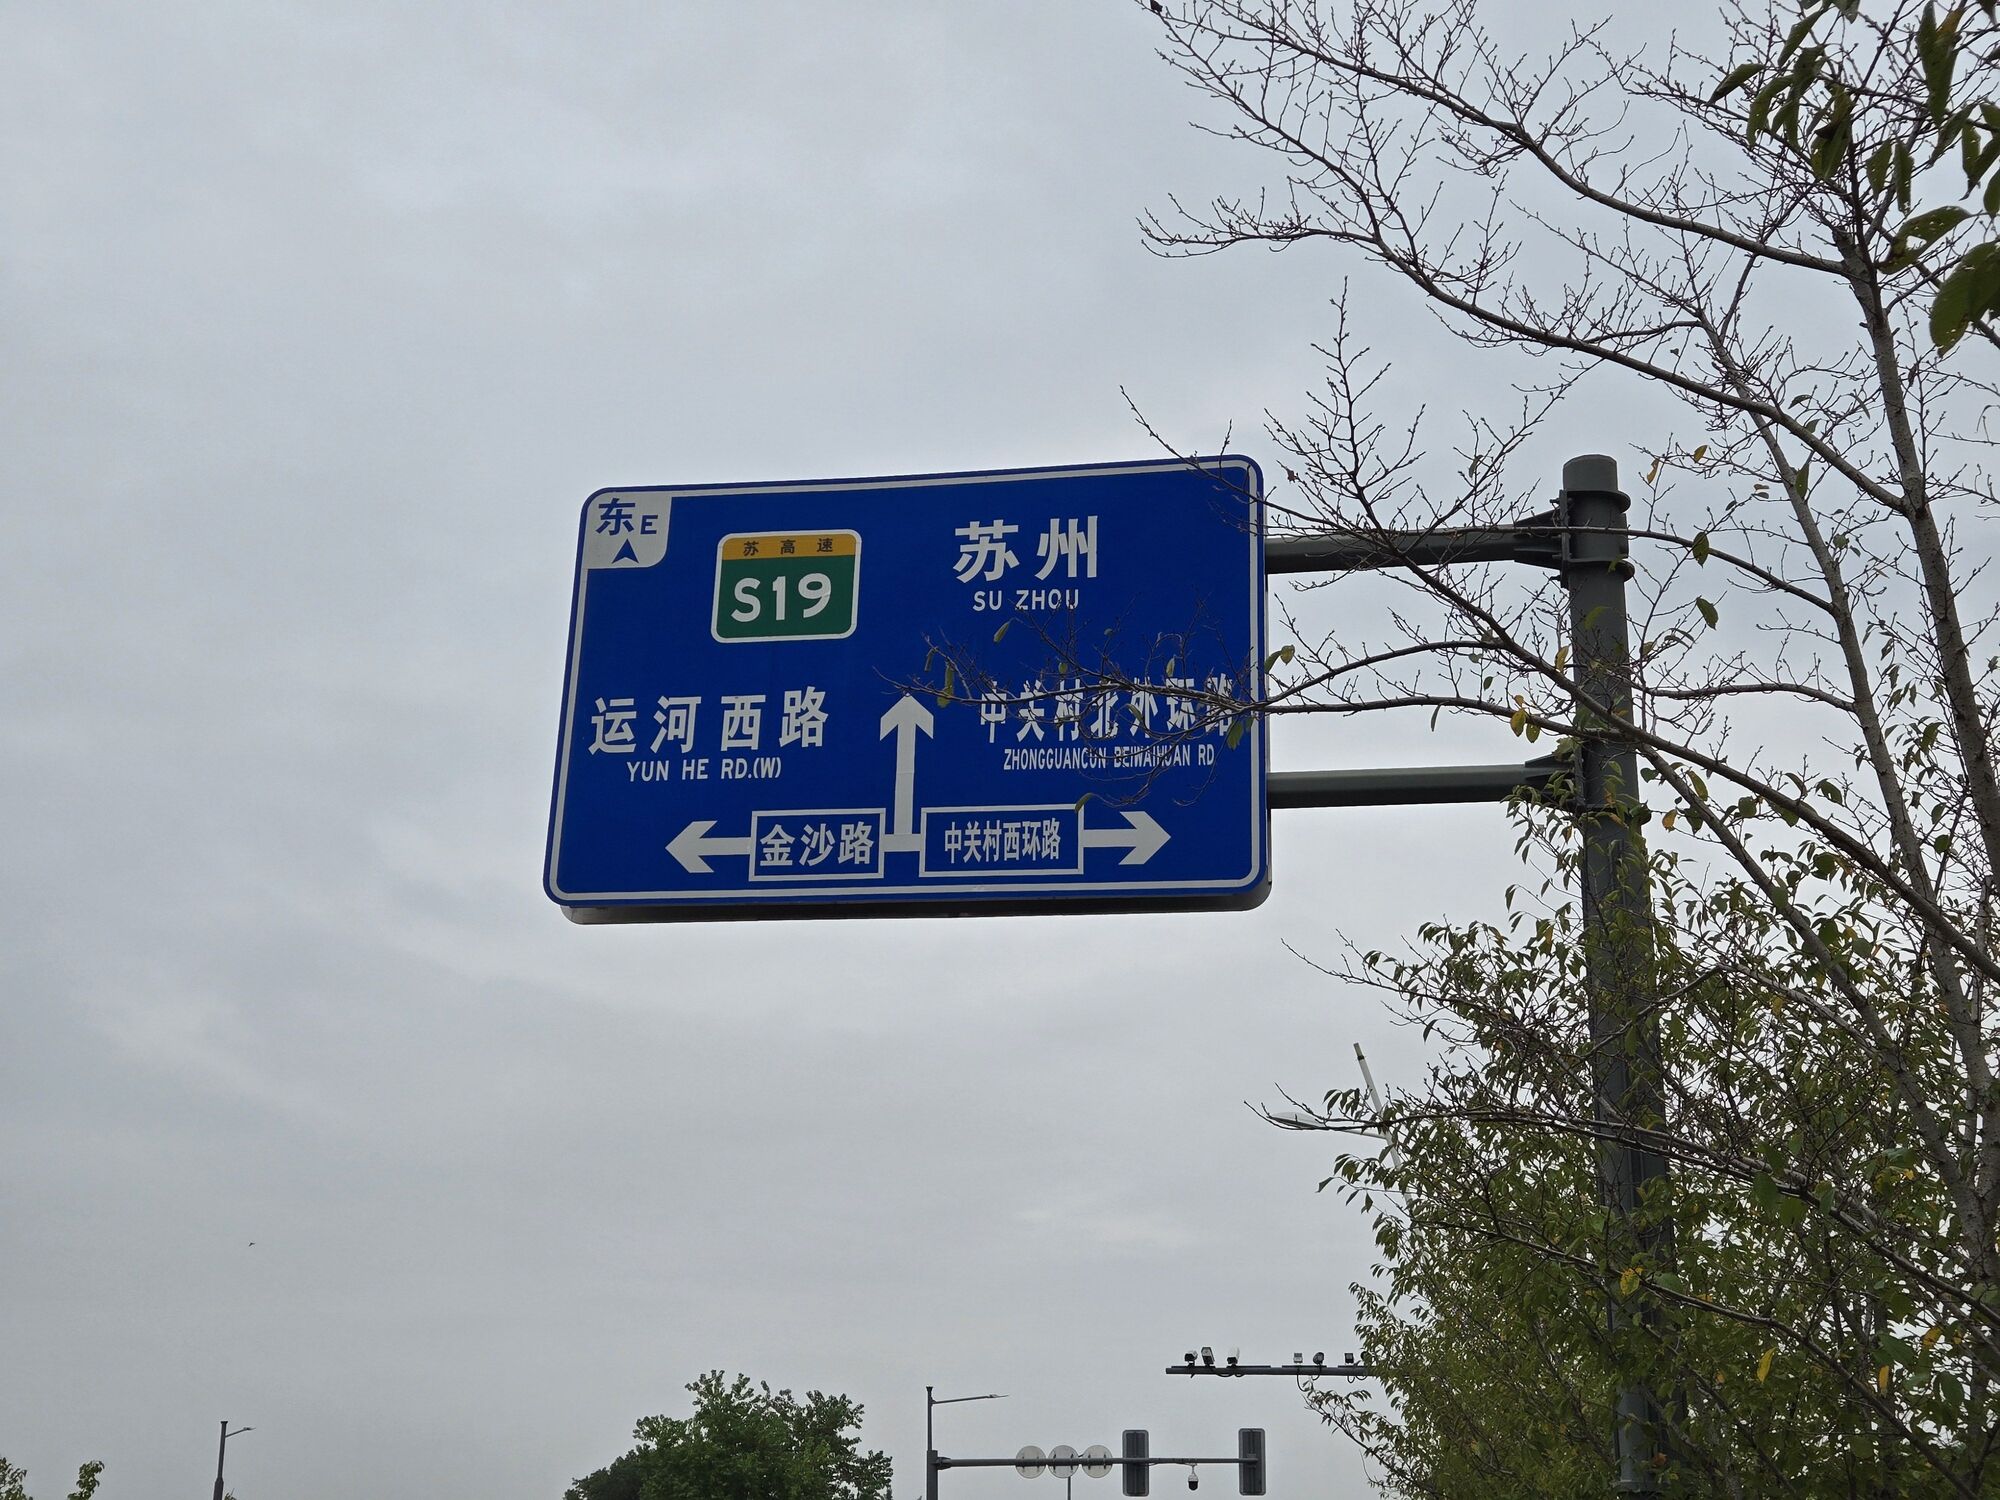 东E
苏高速
S19
苏州
SU ZHOU
运河西路
YUN HE RD.(W)
中关村北外环路
ZHONGGUANCUN BEIWAIHUAN RD
金沙路
中关村西环路